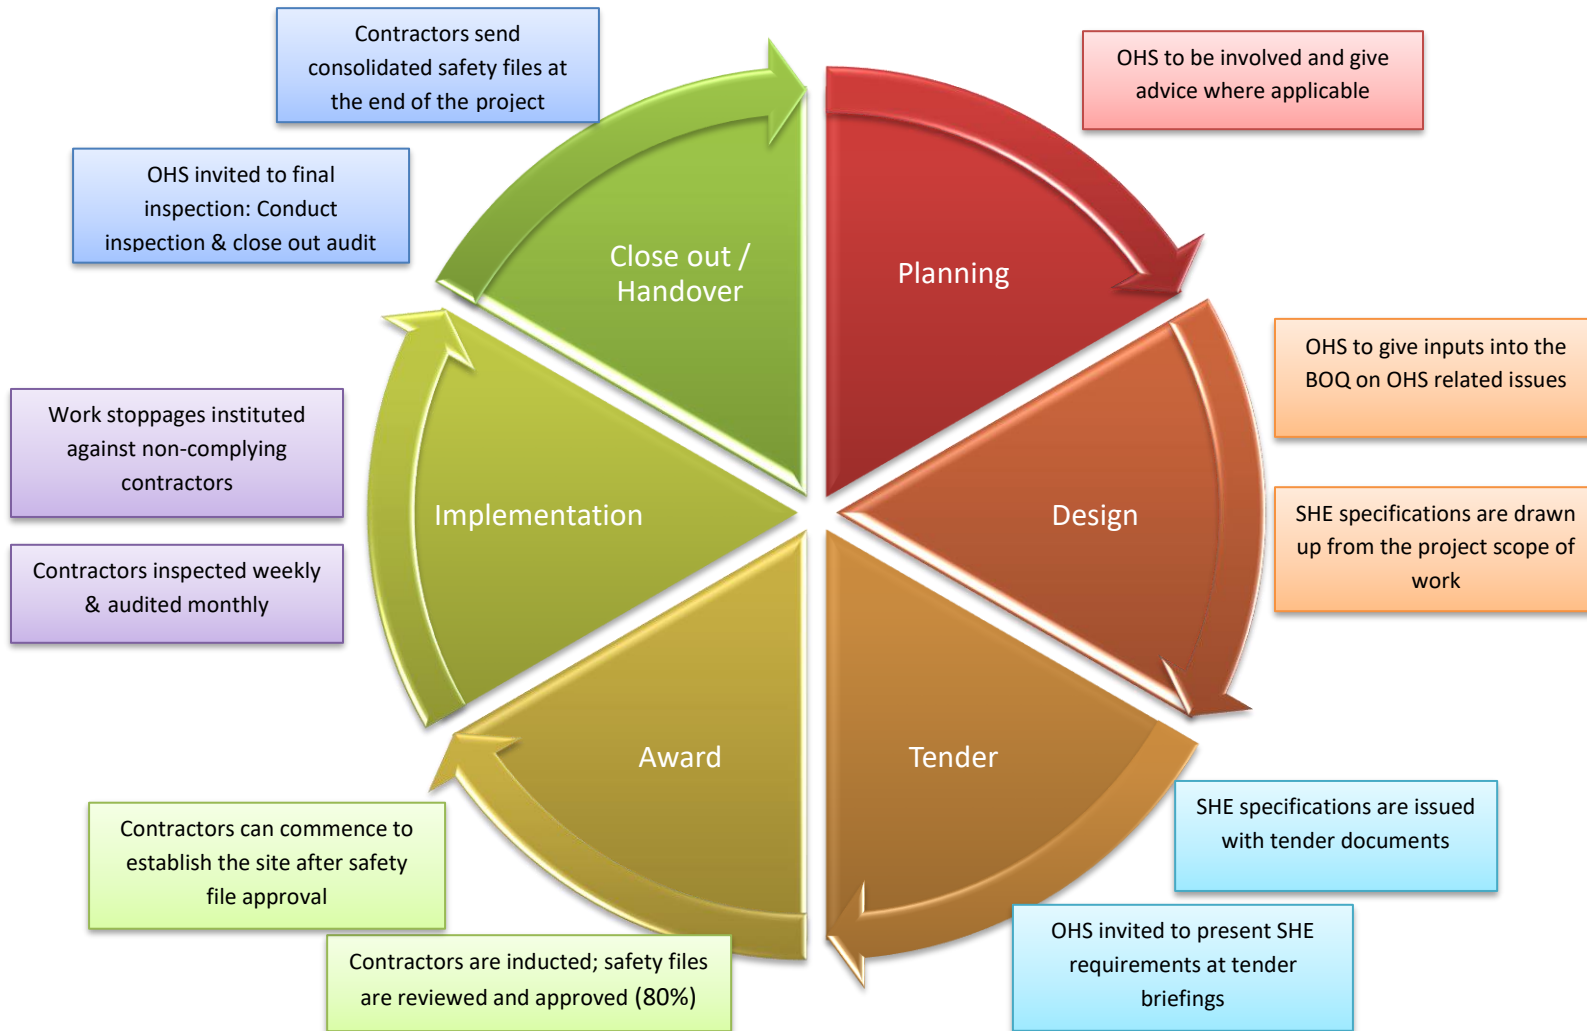 Contractors send
consolidated safety files at
the end of the project
OHS to be involved and give
advice where applicable
OHS invited to final
inspection: Conduct
inspection & close out audit
Close out /
Handover
Planning
OHS to give inputs into the
BOQ on OHS related issues
Work stoppages instituted
against non-complying
contractors
Implementation
Design
SHE specifications are drawn
up from the project scope of
work
Contractors inspected weekly
& audited monthly
Award
Tender
SHE specifications are issued
with tender documents
Contractors can commence to
establish the site after safety
file approval
OHS invited to present SHE
requirements at tender
briefings
Contractors are inducted; safety files
are reviewed and approved (80%)